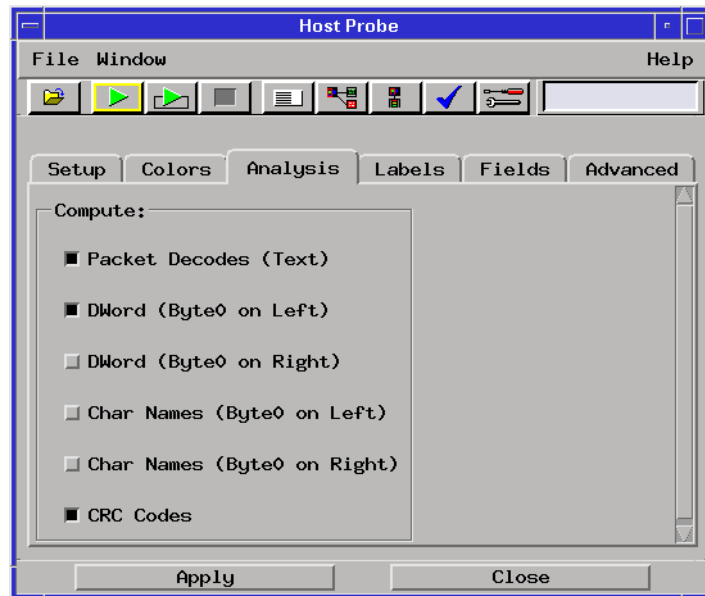 Host Probe
File Window Help
Setup Colors Analysis Labels Fields Advanced
Compute:
Packet Decodes (Text)
DWord (Byte0 on Left)
DWord (Byte0 on Right)
Char Names (Byte0 on Left)
Char Names (Byte0 on Right)
CRC Codes
Apply Close